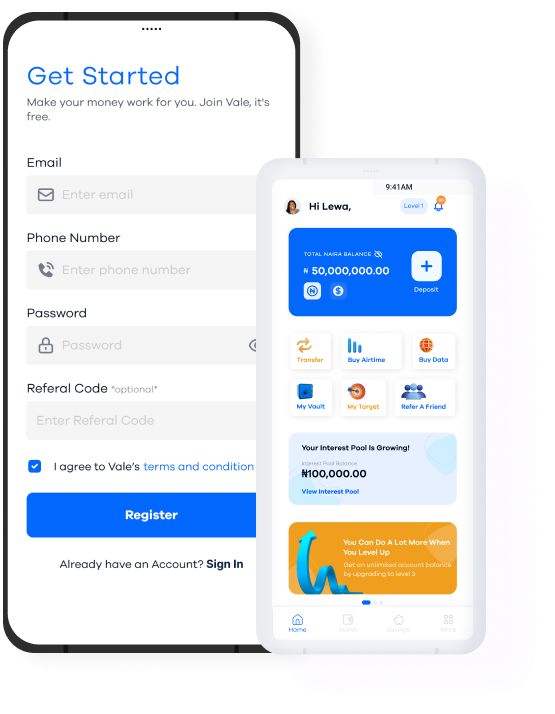 Get Started
Make your money work for you. Join Vale, it's
free.
Email
Enter email
Phone Number
Enter phone number
Password
Password
Referal Code *optional*
Enter Referal Code
I agree to Vale's terms and condition
Register
Already have an Account? Sign In
9:41AM
Hi Lewa,
Level 1
TOTAL NAIRA BALANCE
₦ 50,000,000.00
Deposit
Transfer
Buy Airtime
Buy Data
My Vault
My Target
Refer A Friend
Your Interest Pool Is Growing!
Interest Pool Balance
₦100,000.00
View Interest Pool
You Can Do A Lot More When
You Level Up
Get an unlimited account balance
by upgrading to level 3
Home
Wallet
Savings
More